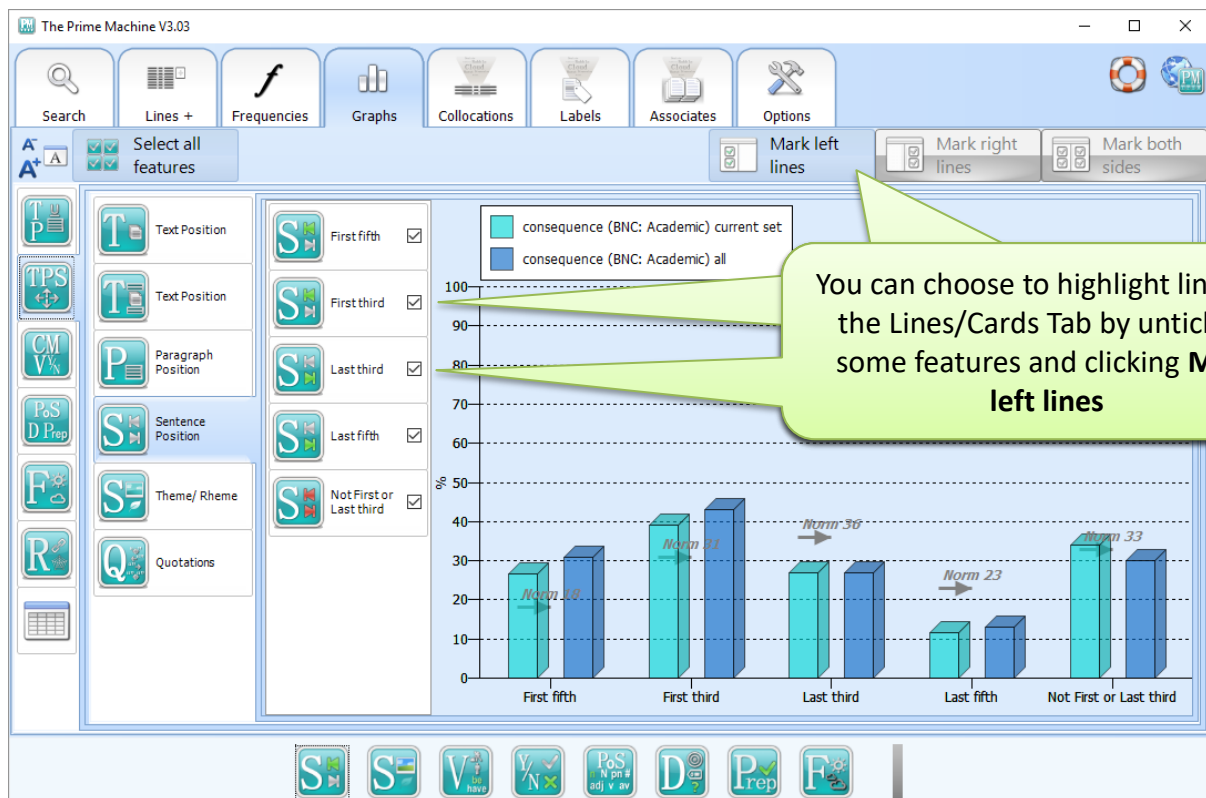 The Prime Machine V3.03
Search
Lines +
Frequencies
Graphs
Collocations
Labels
Associates
Options
Select all
features
Mark left
lines
Mark right
lines
Mark both
sides
Text Position
Text Position
Paragraph
Position
Sentence
Position
Theme/ Rheme
Quotations
First fifth
First third
Last third
Last fifth
Not First or
Last third
consequence (BNC: Academic) current set
consequence (BNC: Academic) all
You can choose to highlight lin
the Lines/Cards Tab by untick
some features and clicking M
left lines
100
90
80
70
60
50
40
30
20
10
0
%
Norm 18
Norm 31
Norm 36
Norm 23
Norm 33
First fifth
First third
Last third
Last fifth
Not First or Last third